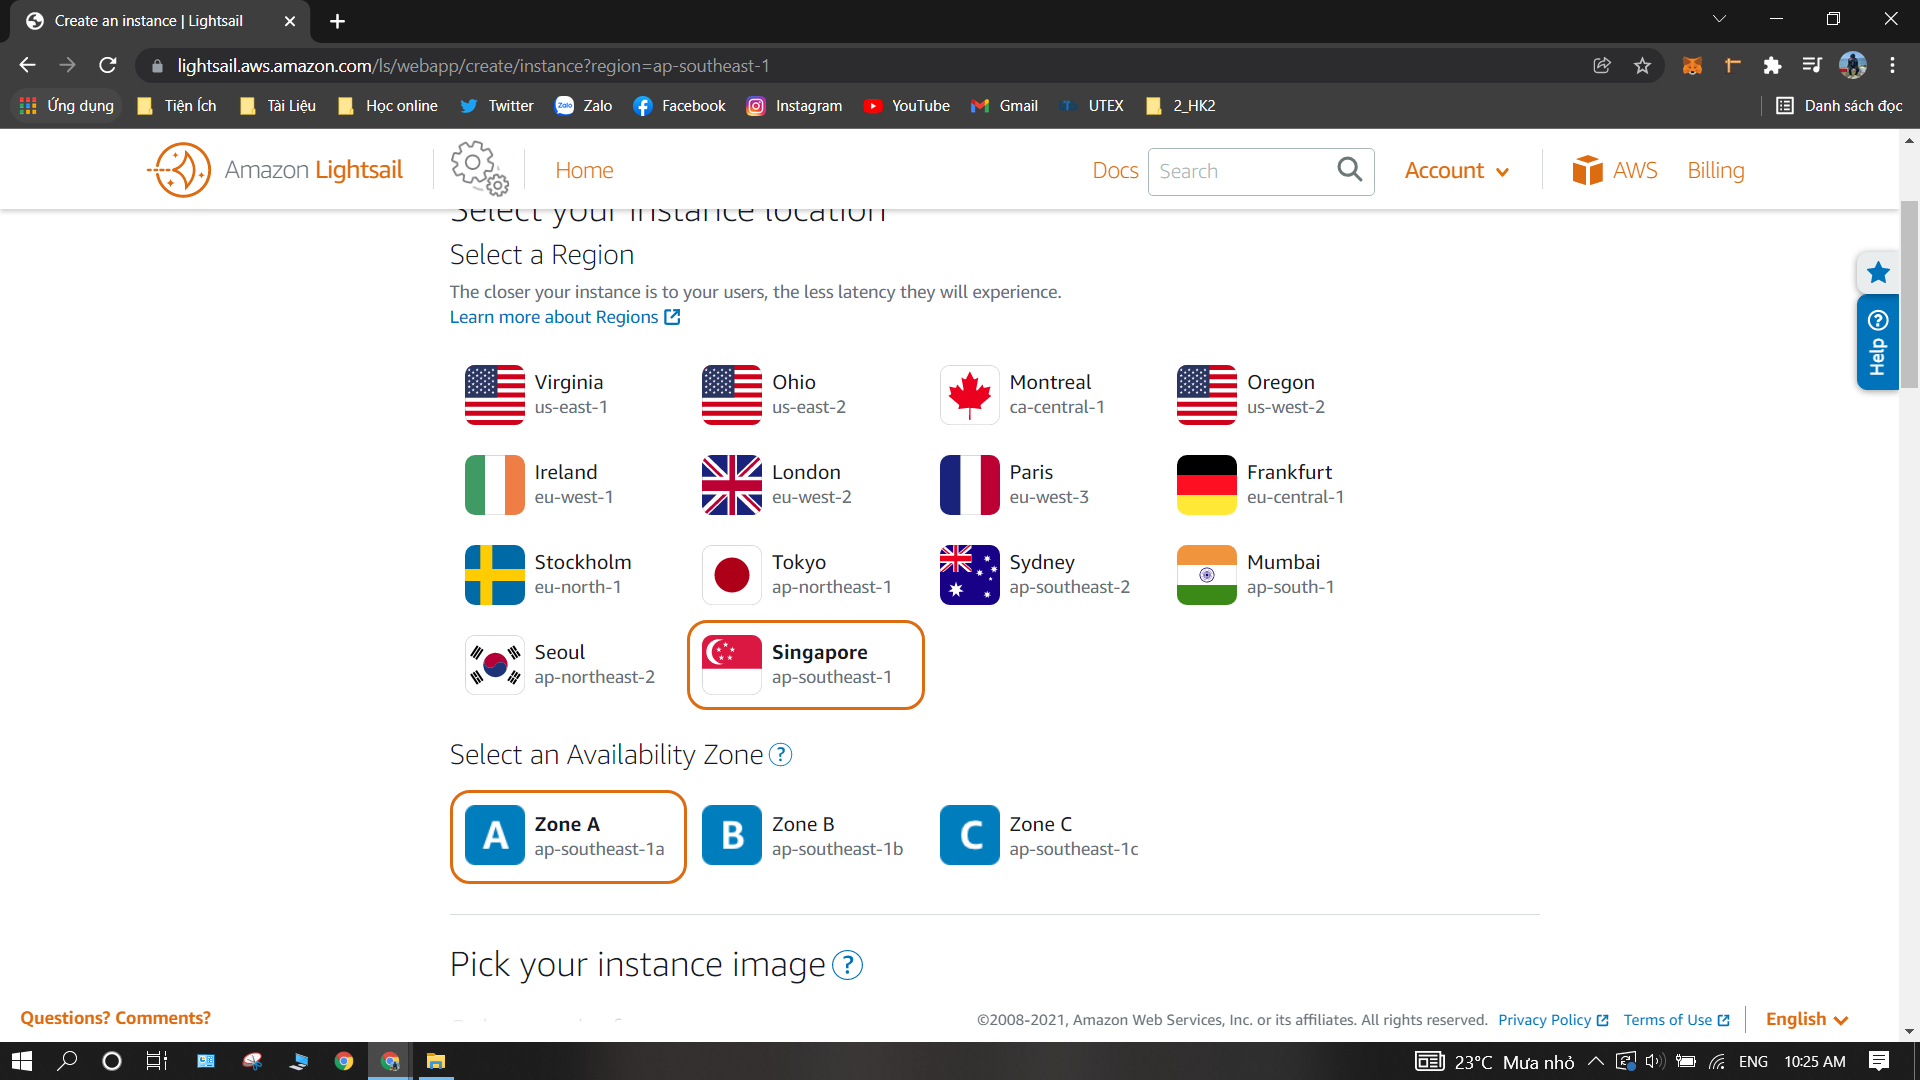 Create an instance | Lightsail
lightsail.aws.amazon.com/ls/webapp/create/instance?region=ap-southeast-1
Ứng dụng Tiện Ích Tài Liệu Học online Twitter Zalo Facebook Instagram YouTube Gmail UTEX 2_HK2 Danh sách đọc
Amazon Lightsail Home Docs Search Account AWS Billing
Select your instance location
Select a Region
The closer your instance is to your users, the less latency they will experience.
Learn more about Regions
Virginia Ohio Montreal Oregon
us-east-1 us-east-2 ca-central-1 us-west-2
Ireland London Paris Frankfurt
eu-west-1 eu-west-2 eu-west-3 eu-central-1
Stockholm Tokyo Sydney Mumbai
eu-north-1 ap-northeast-1 ap-southeast-2 ap-south-1
Seoul Singapore
ap-northeast-2 ap-southeast-1
Select an Availability Zone ?
A Zone A B Zone B C Zone C
ap-southeast-1a ap-southeast-1b ap-southeast-1c
Pick your instance image ?
? Help
Questions? Comments? ©2008-2021, Amazon Web Services, Inc. or its affiliates. All rights reserved. Privacy Policy Terms of Use English
23°C Mưa nhỏ ENG 10:25 AM